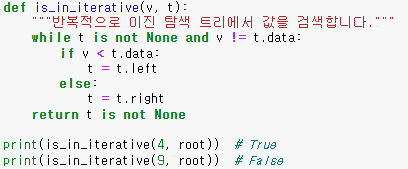 def is_in_iterative(v, t):
    """반복적으로 이진 탐색 트리에서 값을 검색합니다."""
    while t is not None and v != t.data:
        if v < t.data:
            t = t.left
        else:
            t = t.right
    return t is not None

print(is_in_iterative(4, root))  # True
print(is_in_iterative(9, root))  # False